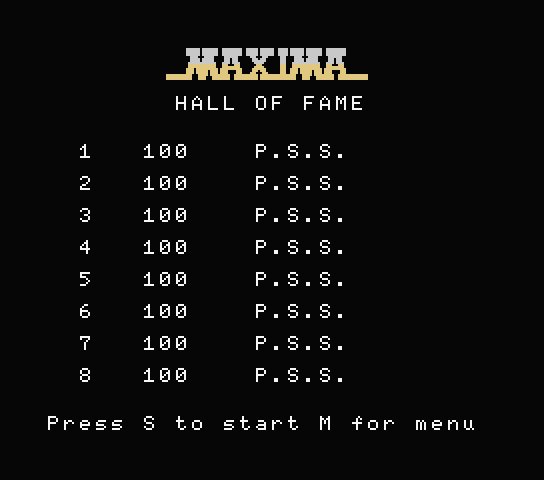 MAXIMA
HALL OF FAME
1 100 P.S.S.
2 100 P.S.S.
3 100 P.S.S.
4 100 P.S.S.
5 100 P.S.S.
6 100 P.S.S.
7 100 P.S.S.
8 100 P.S.S.
Press S to start M for menu